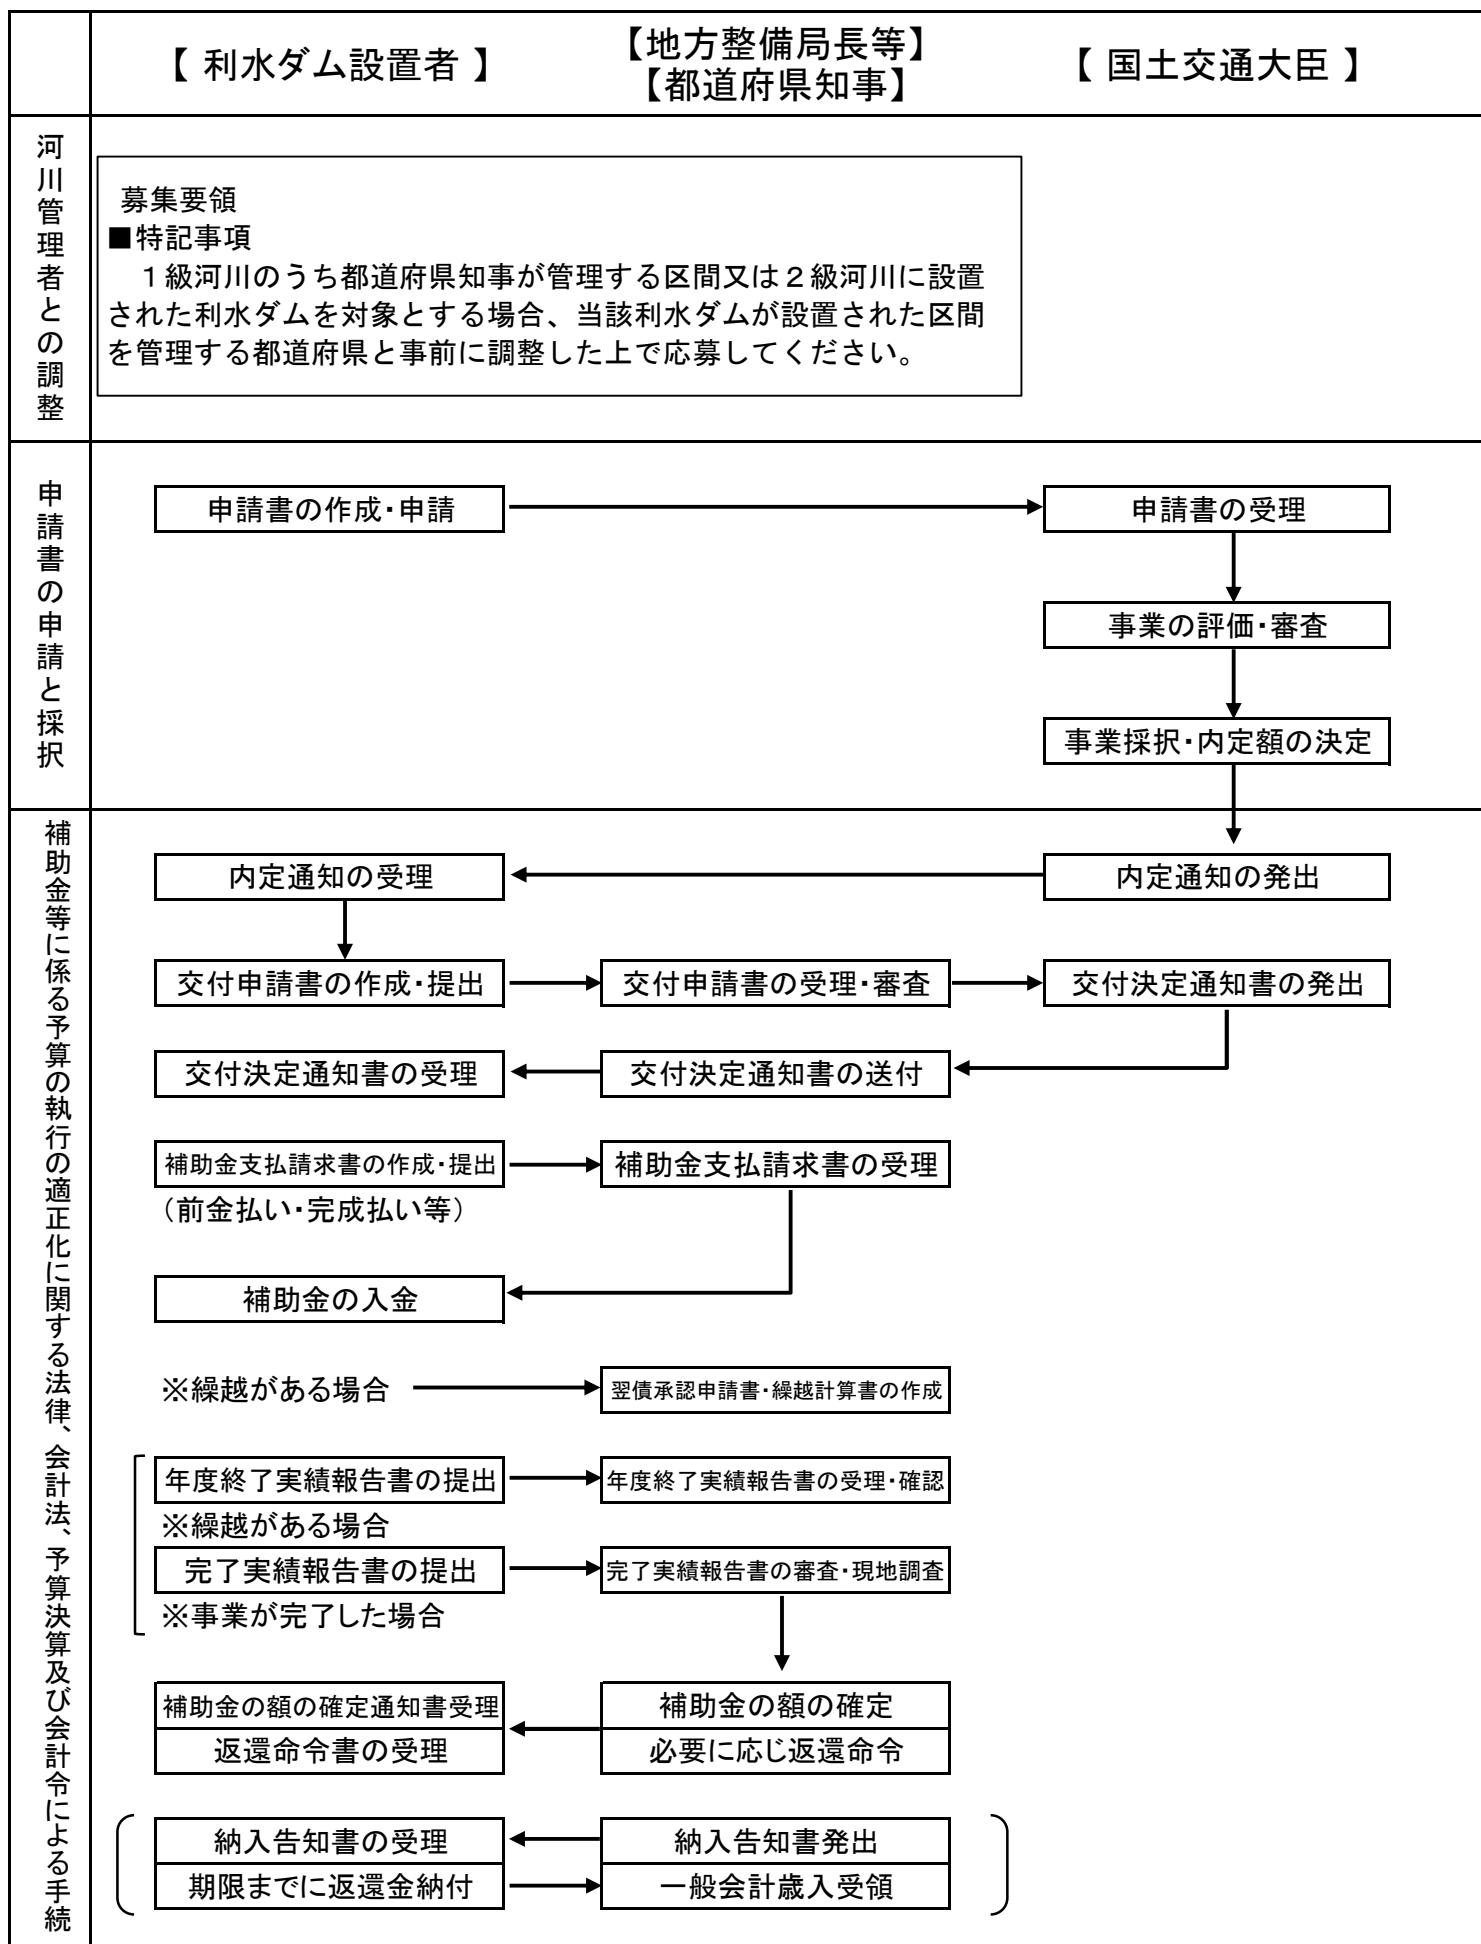 【 利水ダム設置者 】
【地方整備局長等】
【都道府県知事】
【 国土交通大臣 】
河川管理者との調整
募集要領
■特記事項
１級河川のうち都道府県知事が管理する区間又は２級河川に設置
された利水ダムを対象とする場合、当該利水ダムが設置された区間
を管理する都道府県と事前に調整した上で応募してください。
申請書の申請と採択
申請書の作成・申請
申請書の受理
事業の評価・審査
事業採択・内定額の決定
補助金等に係る予算の執行の適正化に関する法律、会計法、予算決算及び会計令による手続
内定通知の受理
内定通知の発出
交付申請書の作成・提出
交付申請書の受理・審査
交付決定通知書の発出
交付決定通知書の受理
交付決定通知書の送付
補助金支払請求書の作成・提出
補助金支払請求書の受理
（前金払い・完成払い等）
補助金の入金
※繰越がある場合
翌債承認申請書・繰越計算書の作成
年度終了実績報告書の提出
年度終了実績報告書の受理・確認
※繰越がある場合
完了実績報告書の提出
完了実績報告書の審査・現地調査
※事業が完了した場合
補助金の額の確定通知書受理
補助金の額の確定
返還命令書の受理
必要に応じ返還命令
納入告知書の受理
納入告知書発出
期限までに返還金納付
一般会計歳入受領